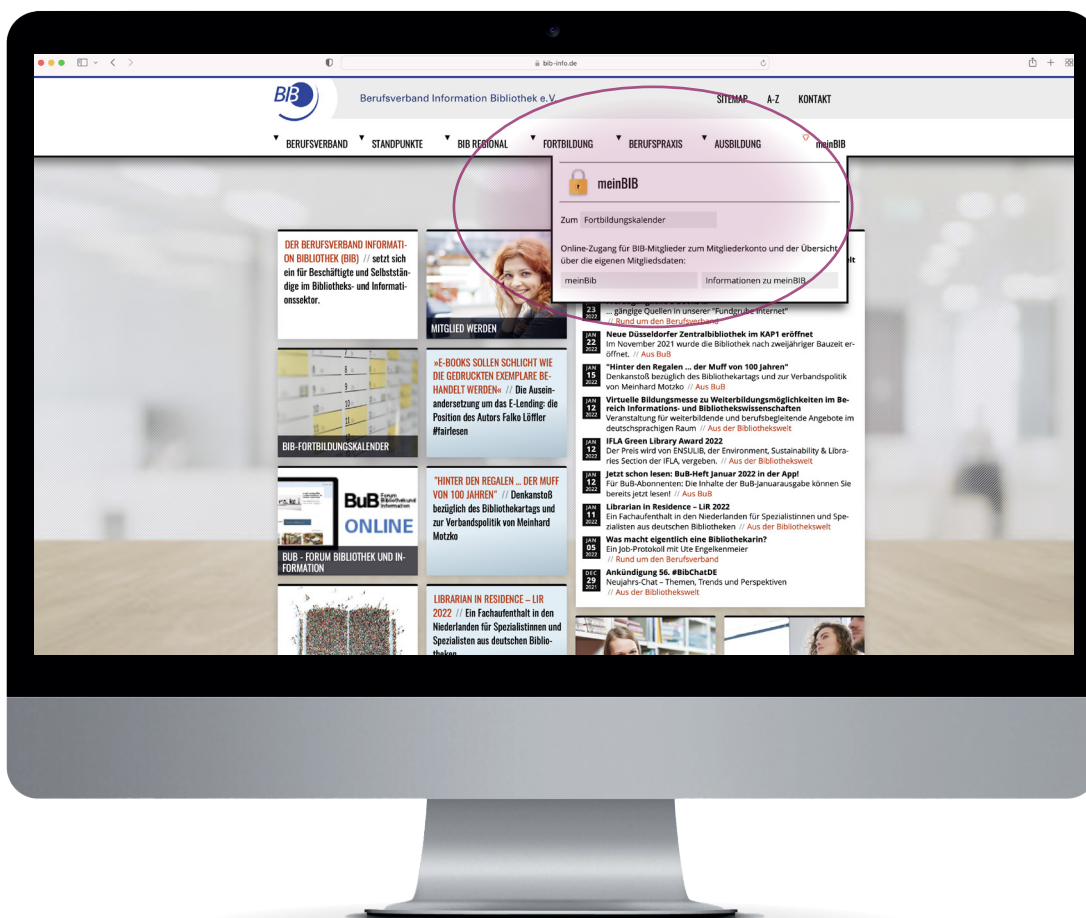 bib-info.de
BIB
Berufsverband Information Bibliothek e.V.
SITEMAP A-Z KONTAKT
BERUFSVERBAND STANDPUNKTE BIB REGIONAL FORTBILDUNG BERUFSPRAXIS AUSBILDUNG meinBIB
meinBIB
Zum Fortbildungskalender
Online-Zugang für BIB-Mitglieder zum Mitgliederkonto und der Übersicht
über die eigenen Mitgliedsdaten:
meinBib Informationen zu meinBIB
DER BERUFSVERBAND INFORMATI-
ON BIBLIOTHEK (BIB) // setzt sich
ein für Beschäftigte und Selbststän-
dige im Bibliotheks- und Informati-
onssektor.
MITGLIED WERDEN
BIB-FORTBILDUNGSKALENDER
»E-BOOKS SOLLEN SCHLICHT WIE
DIE GEDRUCKTEN EXEMPLARE BE-
HANDELT WERDEN« // Die Ausein-
andersetzung um das E-Lending: die
Position des Autors Falko Löffler
#fairlesen
BuB Forum
Bibliothek und
Information
ONLINE
BUB - FORUM BIBLIOTHEK UND IN-
FORMATION
"HINTER DEN REGALEN ... DER MUFF
VON 100 JAHREN" // Denkanstoß
bezüglich des Bibliothekartags und
zur Verbandspolitik von Meinhard
Motzko
LIBRARIAN IN RESIDENCE – LIR
2022 // Ein Fachaufenthalt in den
Niederlanden für Spezialistinnen und
Spezialisten aus deutschen Biblio-
theken
23
2022
... gängige Quellen in unserer "Fundgrube Internet"
// Rund um den Berufsverband
JAN
22
2022
Neue Düsseldorfer Zentralbibliothek im KAP1 eröffnet
Im November 2021 wurde die Bibliothek nach zweijähriger Bauzeit er-
öffnet. // Aus BuB
JAN
15
2022
"Hinter den Regalen ... der Muff von 100 Jahren"
Denkanstoß bezüglich des Bibliothekartags und zur Verbandspolitik
von Meinhard Motzko // Aus BuB
JAN
12
2022
Virtuelle Bildungsmesse zu Weiterbildungsmöglichkeiten im Be-
reich Informations- und Bibliothekswissenschaften
Veranstaltung für weiterbildende und berufsbegleitende Angebote im
deutschsprachigen Raum // Aus der Bibliothekswelt
JAN
12
2022
IFLA Green Library Award 2022
Der Preis wird von ENSULIB, der Environment, Sustainability & Libra-
ries Section der IFLA, vergeben. // Aus der Bibliothekswelt
JAN
12
2022
Jetzt schon lesen: BuB-Heft Januar 2022 in der App!
Für BuB-Abonnenten: Die Inhalte der BuB-Januarausgabe können Sie
bereits jetzt lesen! // Aus BuB
JAN
11
2022
Librarian in Residence – LiR 2022
Ein Fachaufenthalt in den Niederlanden für Spezialistinnen und Spe-
zialisten aus deutschen Bibliotheken // Aus der Bibliothekswelt
JAN
05
2022
Was macht eigentlich eine Bibliothekarin?
Ein Job-Protokoll mit Ute Engelkenmeier
// Rund um den Berufsverband
DEC
29
2021
Ankündigung 56. #BibChatDE
Neujahrs-Chat – Themen, Trends und Perspektiven
// Aus der Bibliothekswelt